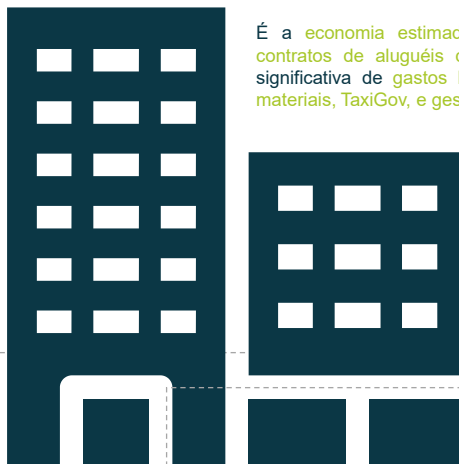 É a economia estimad
contratos de aluguéis
significativa de gastos
materiais, TaxiGov, e ges